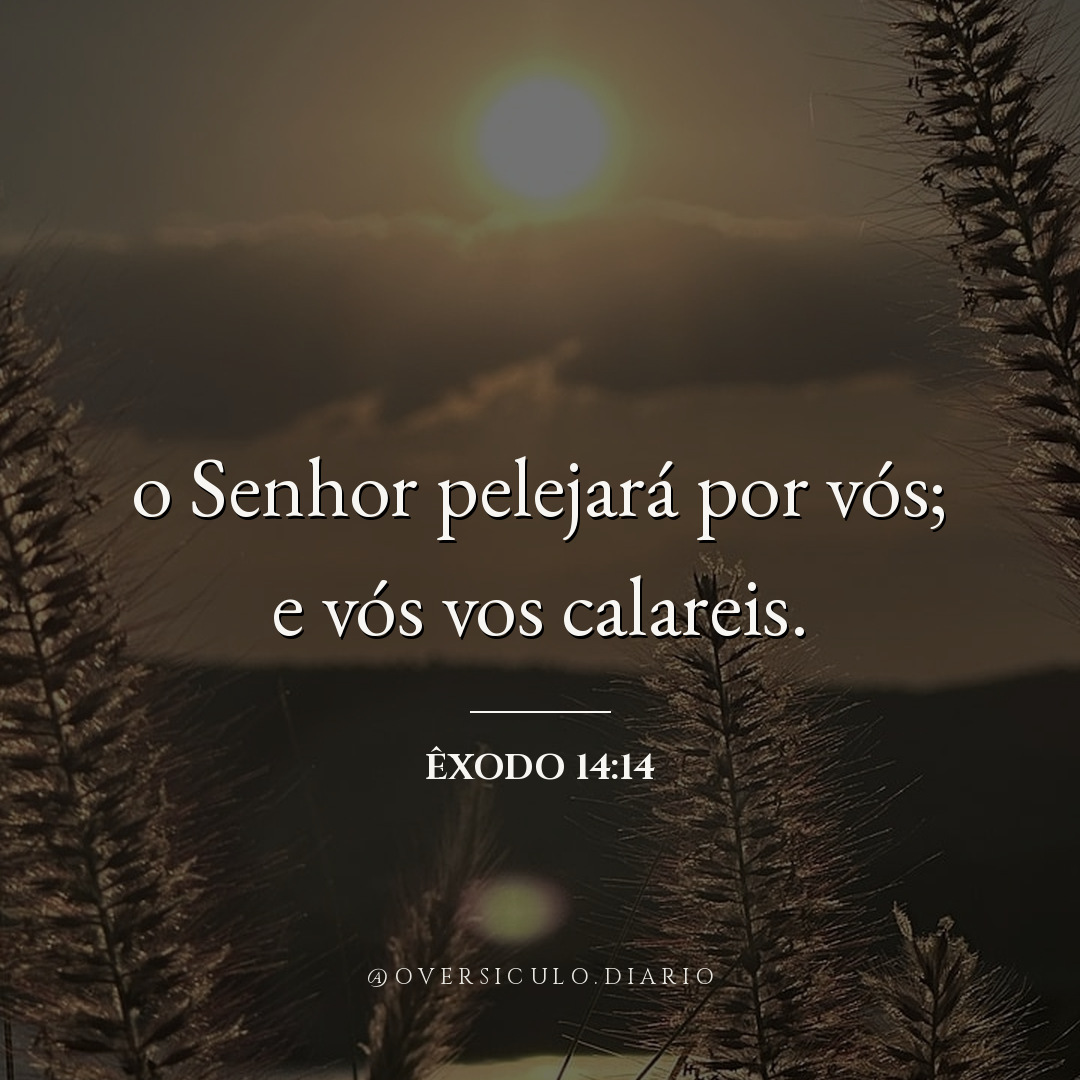 o Senhor pelejará por vós;
e vós vos calareis.
ÊXODO 14:14
@OVERSICULO.DIARIO